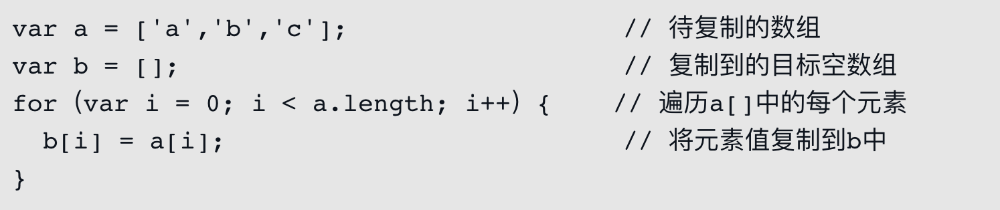 var a = ['a','b','c'];                  // 待复制的数组
var b = [];                             // 复制到的目标空数组
for (var i = 0; i < a.length; i++) {    // 遍历a[]中的每个元素
  b[i] = a[i];                          // 将元素值复制到b中
}